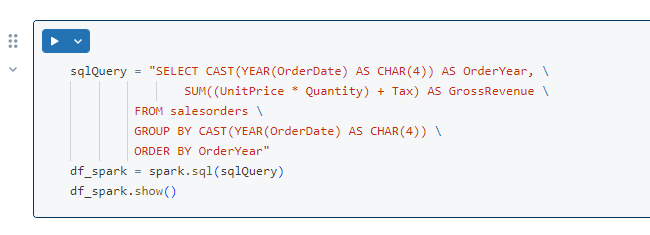 sqlQuery = "SELECT CAST(YEAR(OrderDate) AS CHAR(4)) AS OrderYear, \
SUM((UnitPrice * Quantity) + Tax) AS GrossRevenue \
FROM salesorders \
GROUP BY CAST(YEAR(OrderDate) AS CHAR(4)) \
ORDER BY OrderYear"
df_spark = spark.sql(sqlQuery)
df_spark.show()